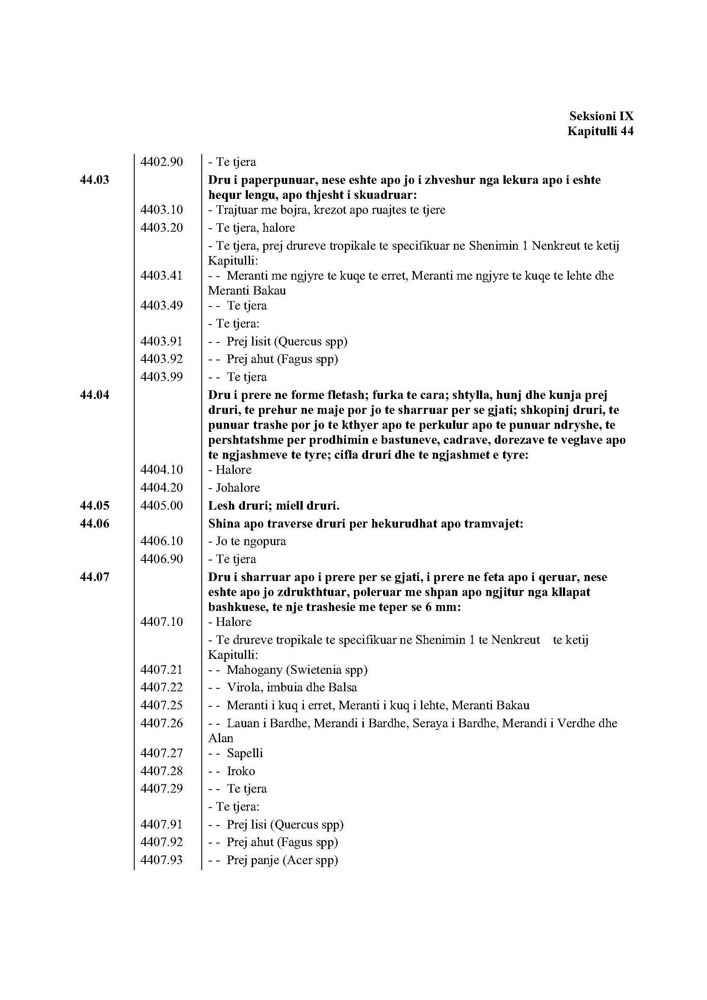 Seksioni IX
Kapitulli 44
4402.90 - Te tjera
44.03 Dru i paperpunuar, nese eshte apo jo i zhveshur nga lekura apo i eshte
hequr lengu, apo thjesht i skuadruar:
4403.10 - Trajtuar me bojra, krezot apo ruajtes te tjere
4403.20 - Te tjera, halore
- Te tjera, prej drureve tropikale te specifikuar ne Shenimin 1 Nenkreut te ketij
Kapitulli:
4403.41 - - Meranti me ngjyre te kuqe te erret, Meranti me ngjyre te kuqe te lehte dhe
Meranti Bakau
4403.49 - - Te tjera
- Te tjera:
4403.91 - - Prej lisit (Quercus spp)
4403.92 - - Prej ahut (Fagus spp)
4403.99 - - Te tjera
44.04 Dru i prere ne forme fletash; furka te cara; shtylla, hunj dhe kunja prej
druri, te prehur ne maje por jo te sharruar per se gjati; shkopinj druri, te
punuar trashe por jo te kthyer apo te perkulur apo te punuar ndryshe, te
pershtatshme per prodhimin e bastuneve, cadrave, dorezave te veglave apo
te ngjashmeve te tyre; cifla druri dhe te ngjashmet e tyre:
4404.10 - Halore
4404.20 - Johalore
44.05 4405.00 Lesh druri; miell druri.
44.06 Shina apo traverse druri per hekurudhat apo tramvajet:
4406.10 - Jo te ngopura
4406.90 - Te tjera
44.07 Dru i sharruar apo i prere per se gjati, i prere ne feta apo i qeruar, nese
eshte apo jo zdrukthtuar, poleruar me shpan apo ngjitur nga kllapat
bashkuese, te nje trashesie me teper se 6 mm:
4407.10 - Halore
- Te drureve tropikale te specifikuar ne Shenimin 1 te Nenkreut te ketij
Kapitulli:
4407.21 - - Mahogany (Swietenia spp)
4407.22 - - Virola, imbuia dhe Balsa
4407.25 - - Meranti i kuq i erret, Meranti i kuq i lehte, Meranti Bakau
4407.26 - - Lauan i Bardhe, Merandi i Bardhe, Seraya i Bardhe, Merandi i Verdhe dhe
Alan
4407.27 - - Sapelli
4407.28 - - Iroko
4407.29 - - Te tjera
- Te tjera:
4407.91 - - Prej lisi (Quercus spp)
4407.92 - - Prej ahut (Fagus spp)
4407.93 - - Prej panje (Acer spp)